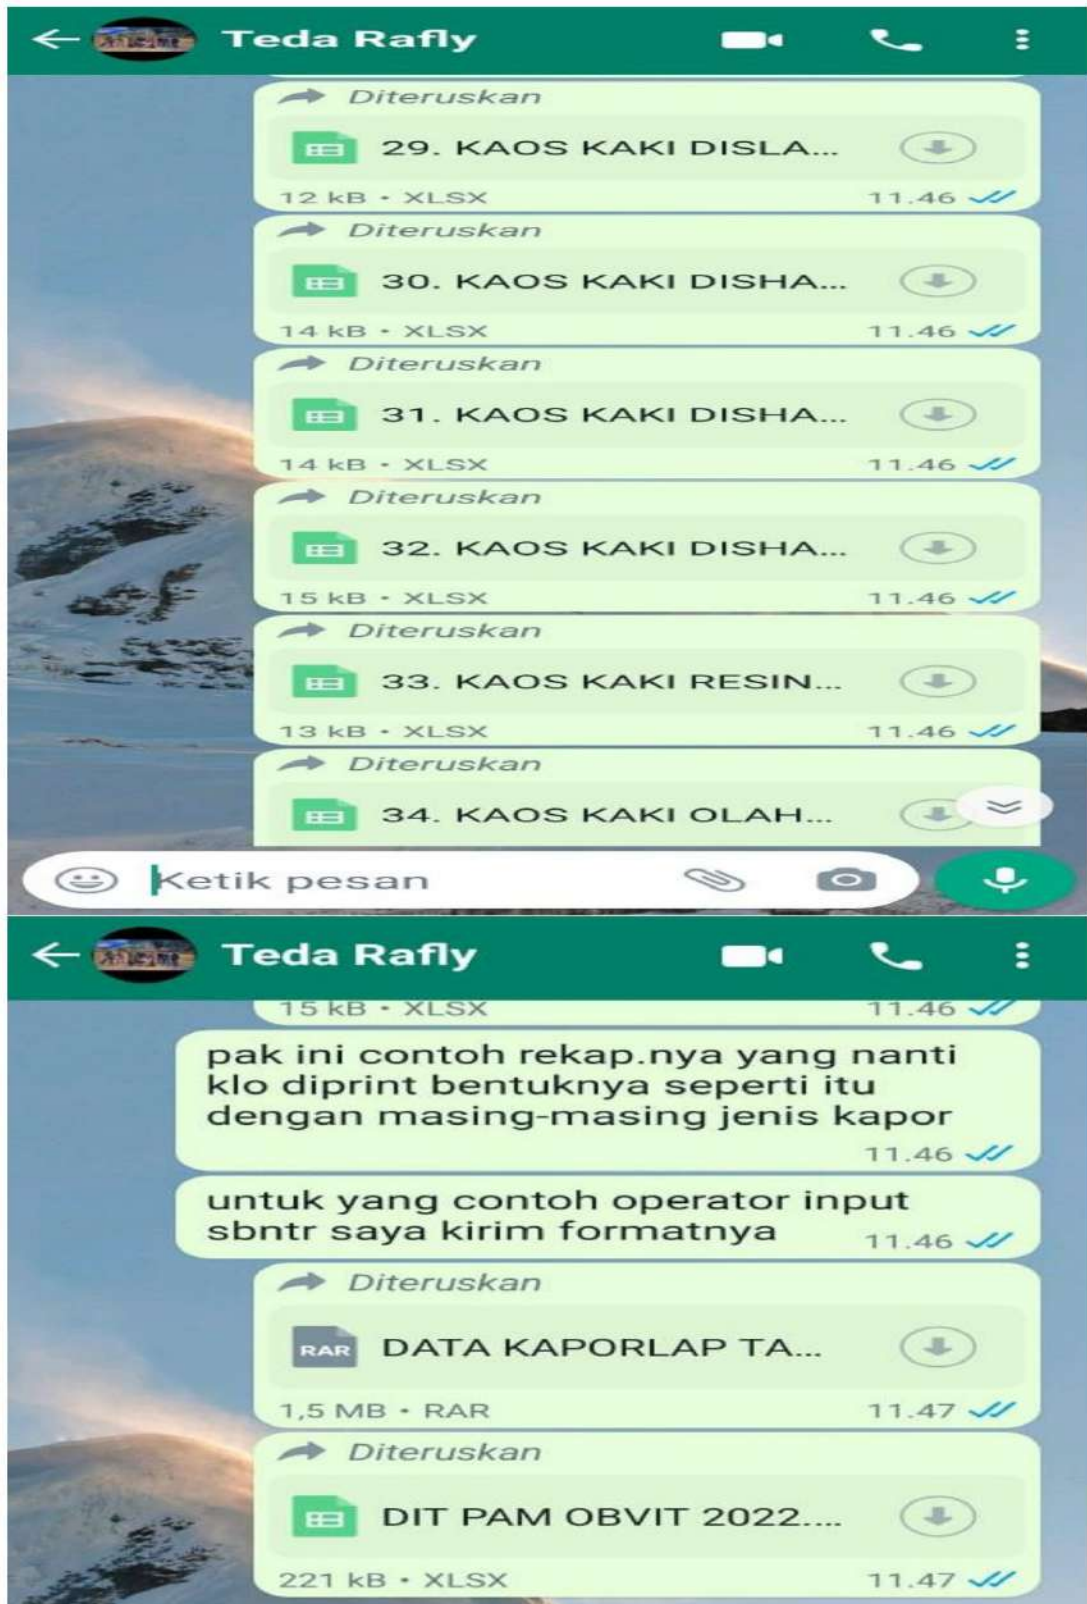 Teda Rafly
Diteruskan
29. KAOS KAKI DISLA...
12 kB • XLSX 11.46
Diteruskan
30. KAOS KAKI DISHA...
14 kB • XLSX 11.46
Diteruskan
31. KAOS KAKI DISHA...
14 kB • XLSX 11.46
Diteruskan
32. KAOS KAKI DISHA...
15 kB • XLSX 11.46
Diteruskan
33. KAOS KAKI RESIN...
13 kB • XLSX 11.46
Diteruskan
34. KAOS KAKI OLAH...
Ketik pesan
Teda Rafly
15 kB • XLSX 11.46
pak ini contoh rekap.nya yang nanti
klo diprint bentuknya seperti itu
dengan masing-masing jenis kapor
11.46
untuk yang contoh operator input
sbntr saya kirim formatnya 11.46
Diteruskan
RAR DATA KAPORLAP TA...
1,5 MB • RAR 11.47
Diteruskan
DIT PAM OBVIT 2022....
221 kB • XLSX 11.47